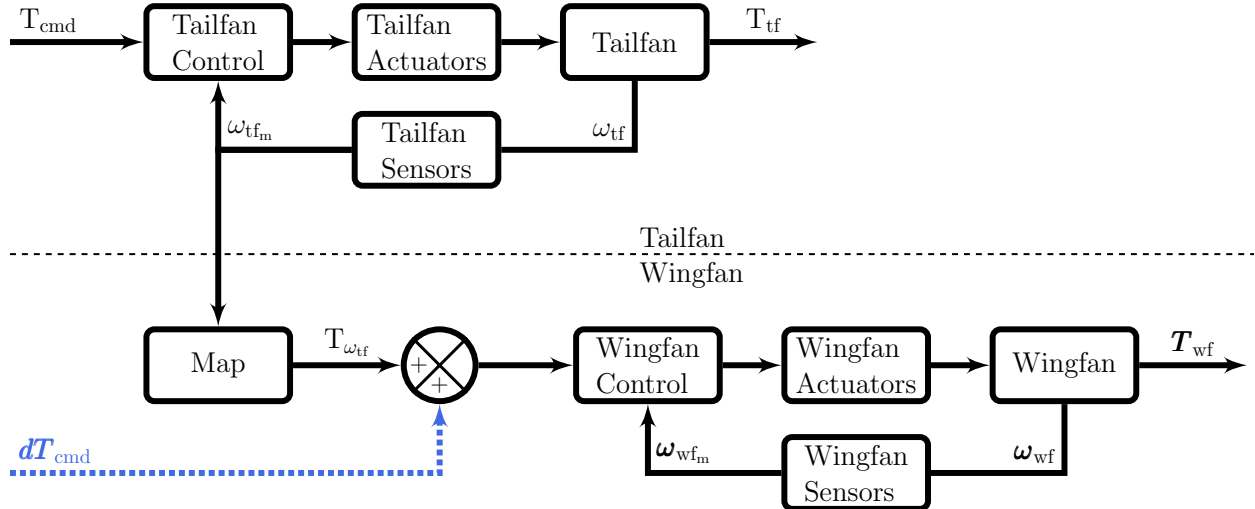 T_cmd
Tailfan
Control
Tailfan
Actuators
Tailfan
T_tf
ω_tf_m
Tailfan
Sensors
ω_tf
Tailfan
Wingfan
Map
T_ω_tf
+
+
Wingfan
Control
Wingfan
Actuators
Wingfan
T_wf
dT_cmd
ω_wf_m
Wingfan
Sensors
ω_wf